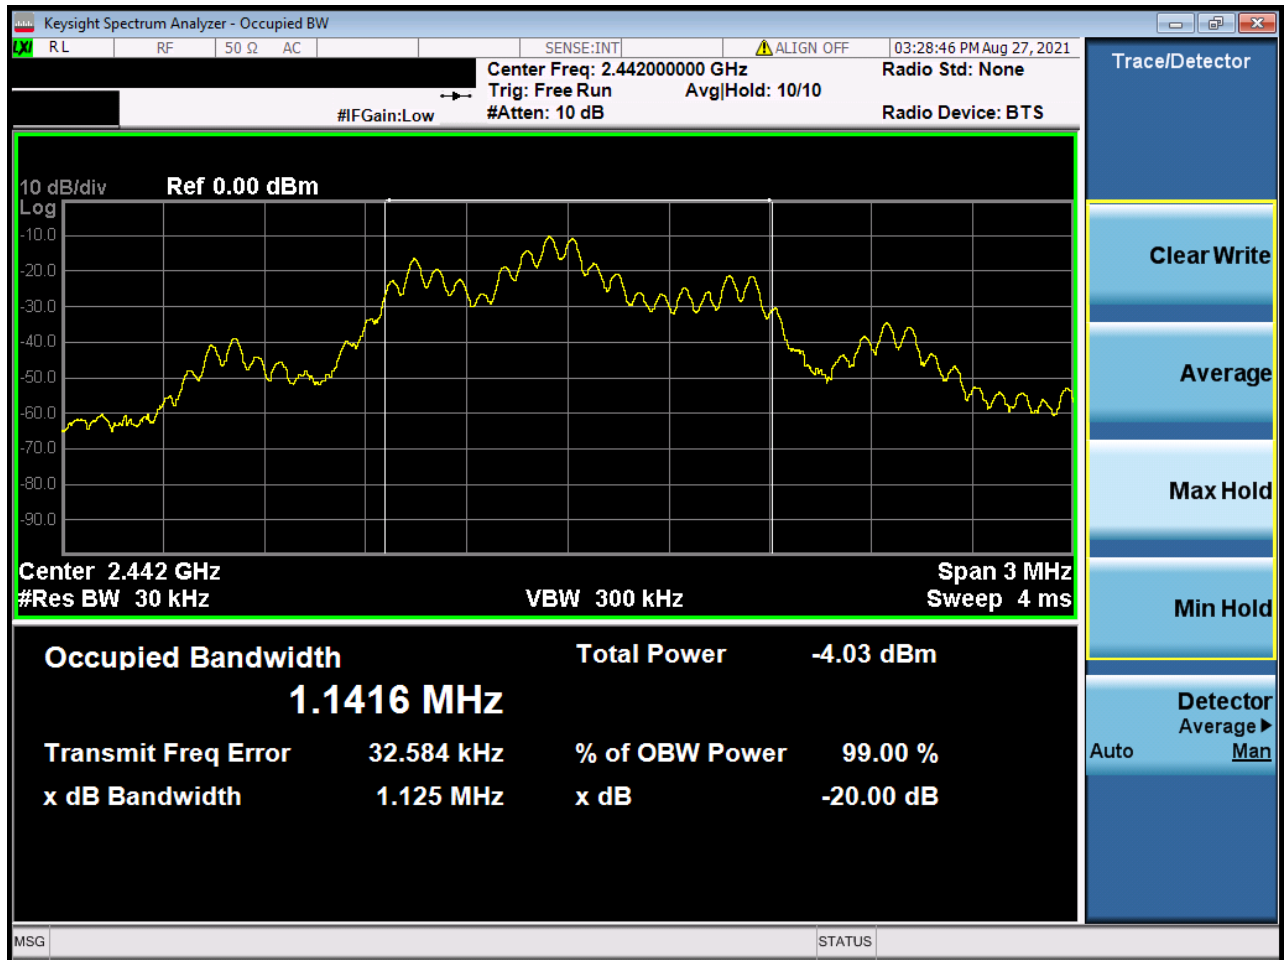 Keysight Spectrum Analyzer - Occupied BW
LXI RL RF 50 Ω AC SENSE:INT ALIGN OFF 03:28:46 PM Aug 27, 2021
Center Freq: 2.442000000 GHz Radio Std: None
Trig: Free Run Avg|Hold: 10/10
#IFGain:Low #Atten: 10 dB Radio Device: BTS
10 dB/div Ref 0.00 dBm
Log
-10.0
-20.0
-30.0
-40.0
-50.0
-60.0
-70.0
-80.0
-90.0
Center 2.442 GHz Span 3 MHz
#Res BW 30 kHz VBW 300 kHz Sweep 4 ms
Occupied Bandwidth Total Power -4.03 dBm
1.1416 MHz
Transmit Freq Error 32.584 kHz % of OBW Power 99.00 %
x dB Bandwidth 1.125 MHz x dB -20.00 dB
MSG STATUS
Trace/Detector
Clear Write
Average
Max Hold
Min Hold
Detector
Average
Auto Man